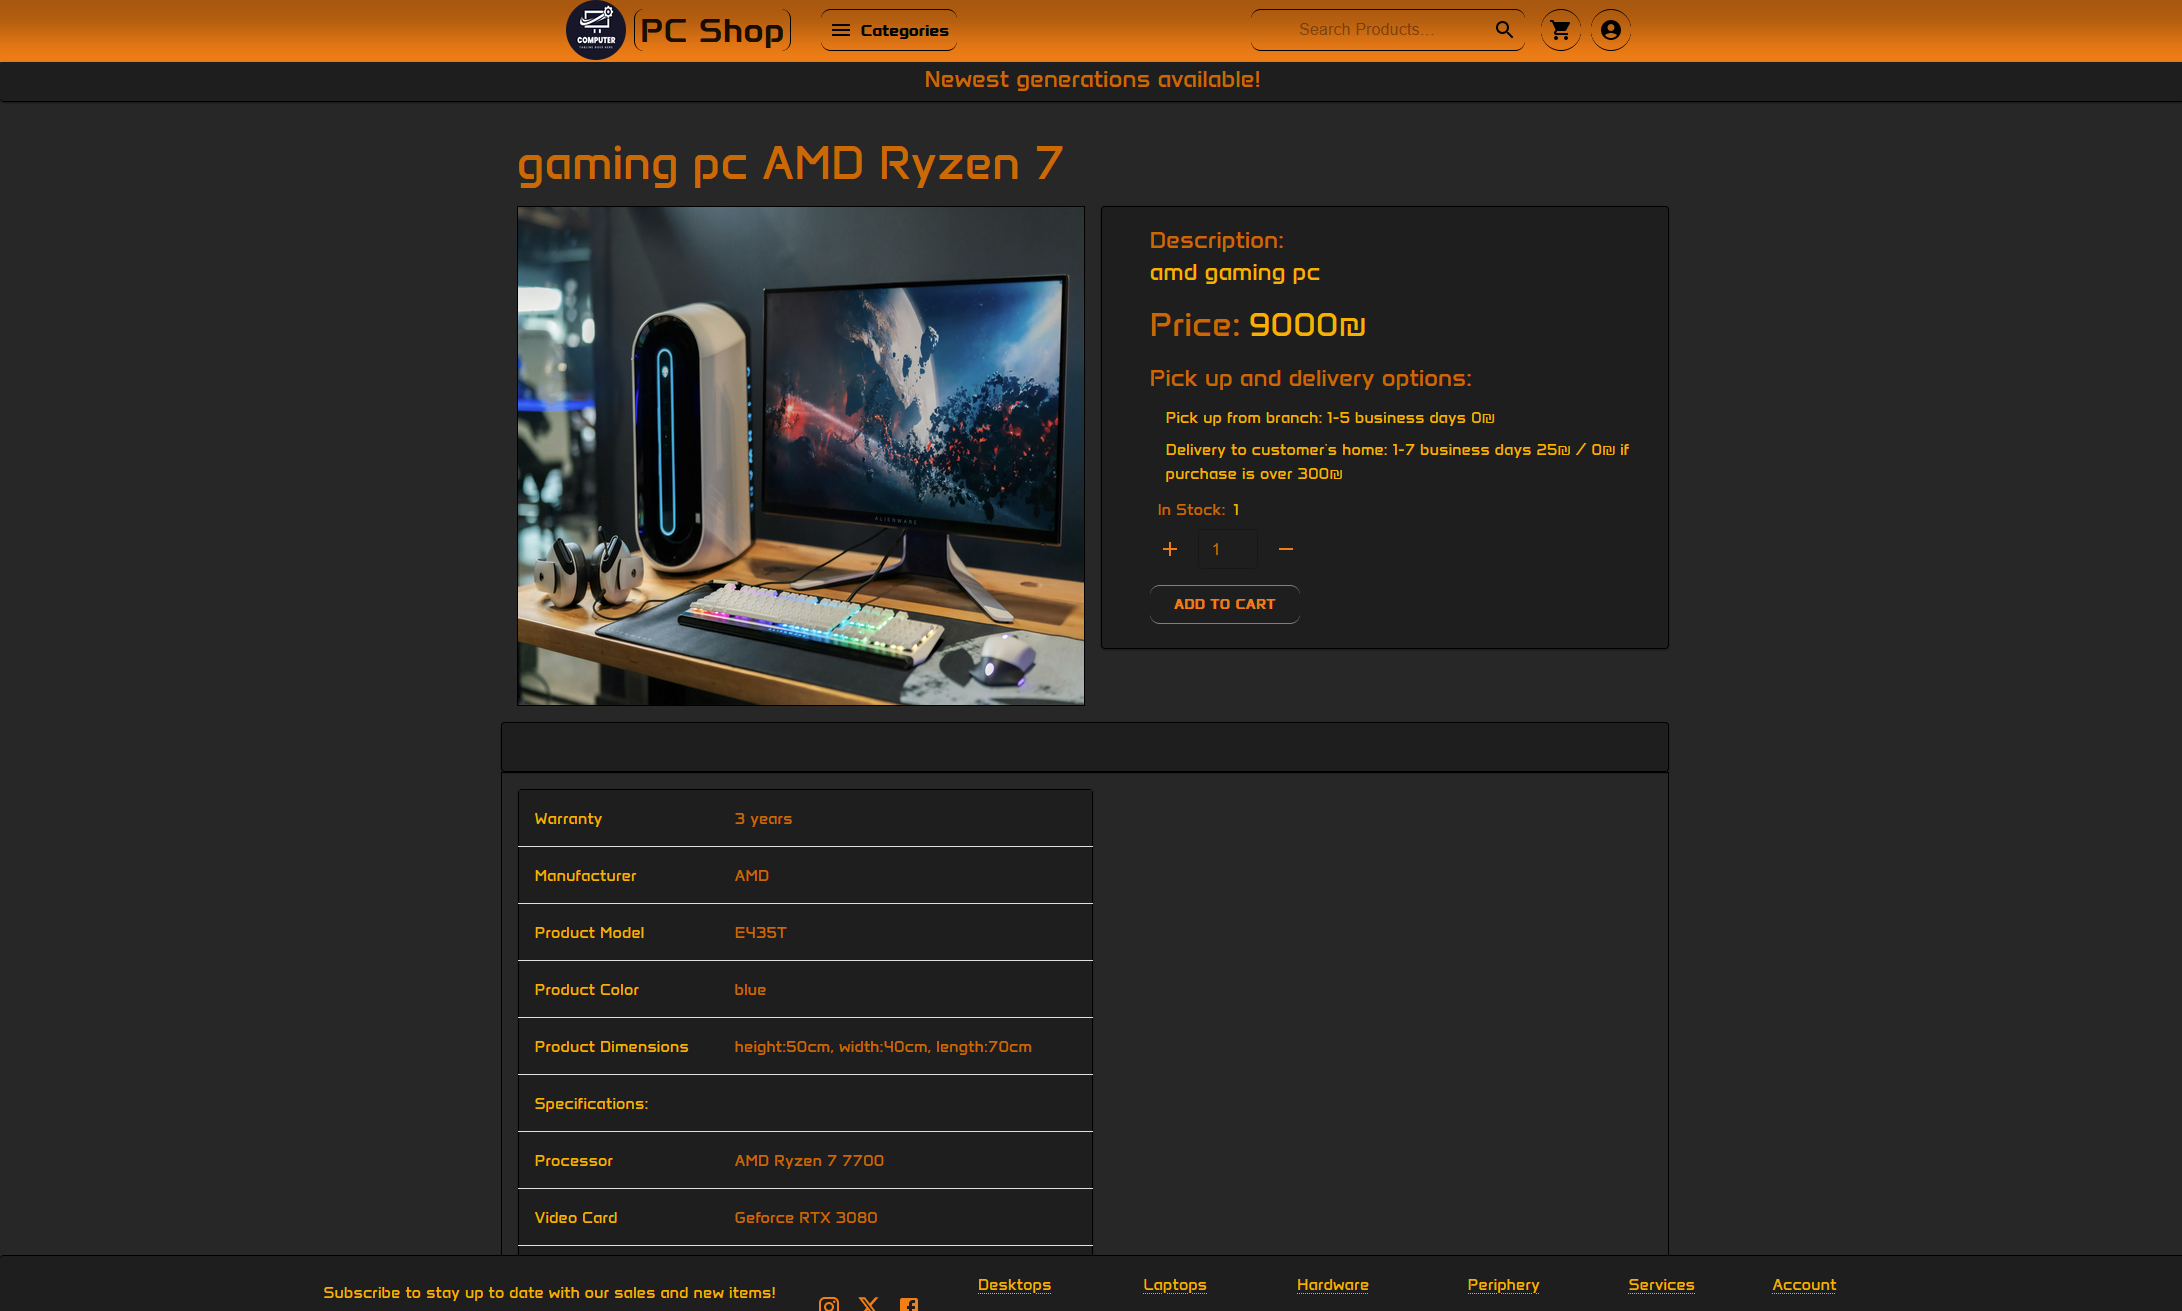 COMPUTER
PC Shop
Categories
Search Products...
Newest generations available!
gaming pc AMD Ryzen 7
ALIENWARE
Description:
amd gaming pc
Price: 9000₪
Pick up and delivery options:
Pick up from branch: 1-5 business days 0₪
Delivery to customer's home: 1-7 business days 25₪ / 0₪ if
purchase is over 300₪
In Stock: 1
+ 1 −
ADD TO CART
Warranty 3 years
Manufacturer AMD
Product Model E435T
Product Color blue
Product Dimensions height:50cm, width:40cm, length:70cm
Specifications:
Processor AMD Ryzen 7 7700
Video Card Geforce RTX 3080
Subscribe to stay up to date with our sales and new items!
Desktops Laptops Hardware Periphery Services Account